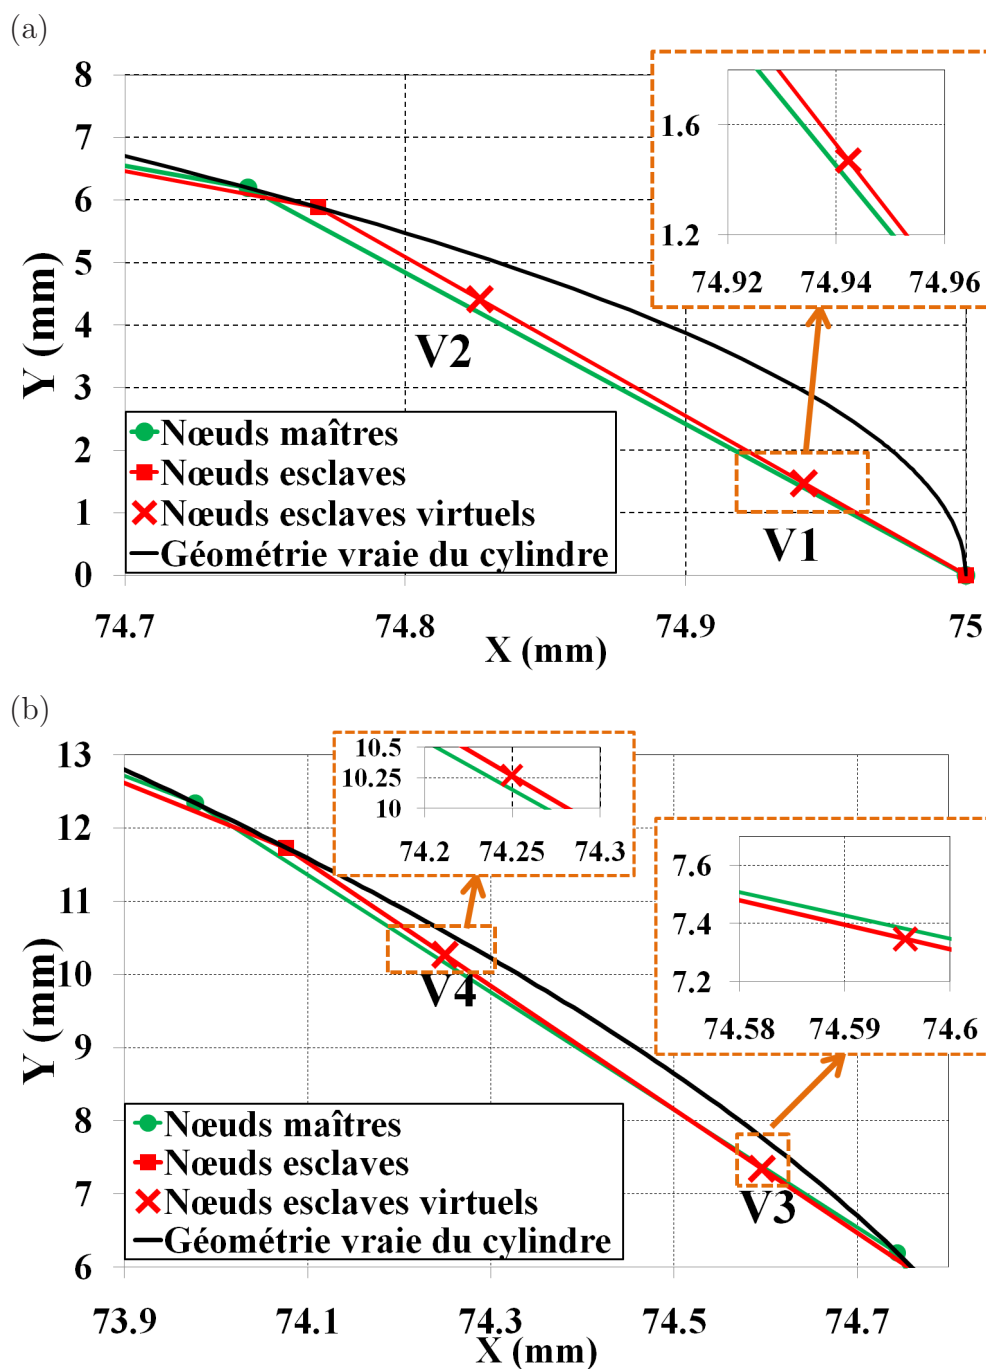 (a)
8
7
6
5
4
3
2
1
0
Y (mm)
1.6
1.2
74.92 74.94 74.96
V2
V1
Nœuds maîtres
Nœuds esclaves
Nœuds esclaves virtuels
Géométrie vraie du cylindre
74.7 74.8 74.9 75
X (mm)
(b)
13
12
11
10
9
8
7
6
Y (mm)
10.5
10.25
10
74.2 74.25 74.3
7.6
7.4
7.2
74.58 74.59 74.6
V4
V3
Nœuds maîtres
Nœuds esclaves
Nœuds esclaves virtuels
Géométrie vraie du cylindre
73.9 74.1 74.3 74.5 74.7
X (mm)